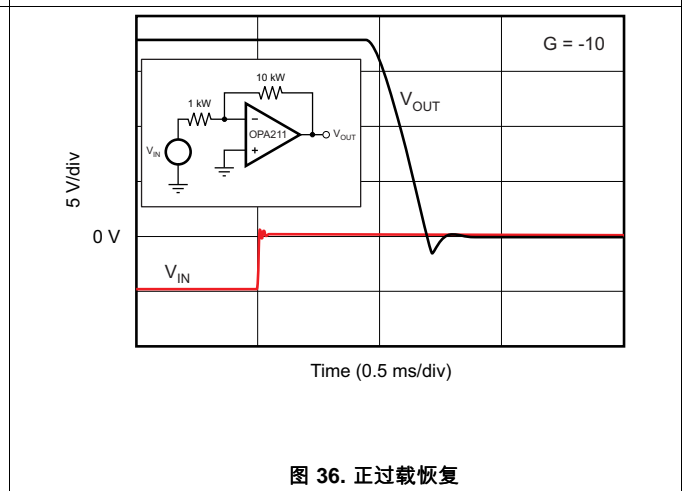 G = -10
10 kW
1 kW
V_OUT
OPA211
V_OUT
V_IN
5 V/div
0 V
V_IN
Time (0.5 ms/div)
图 36. 正过载恢复